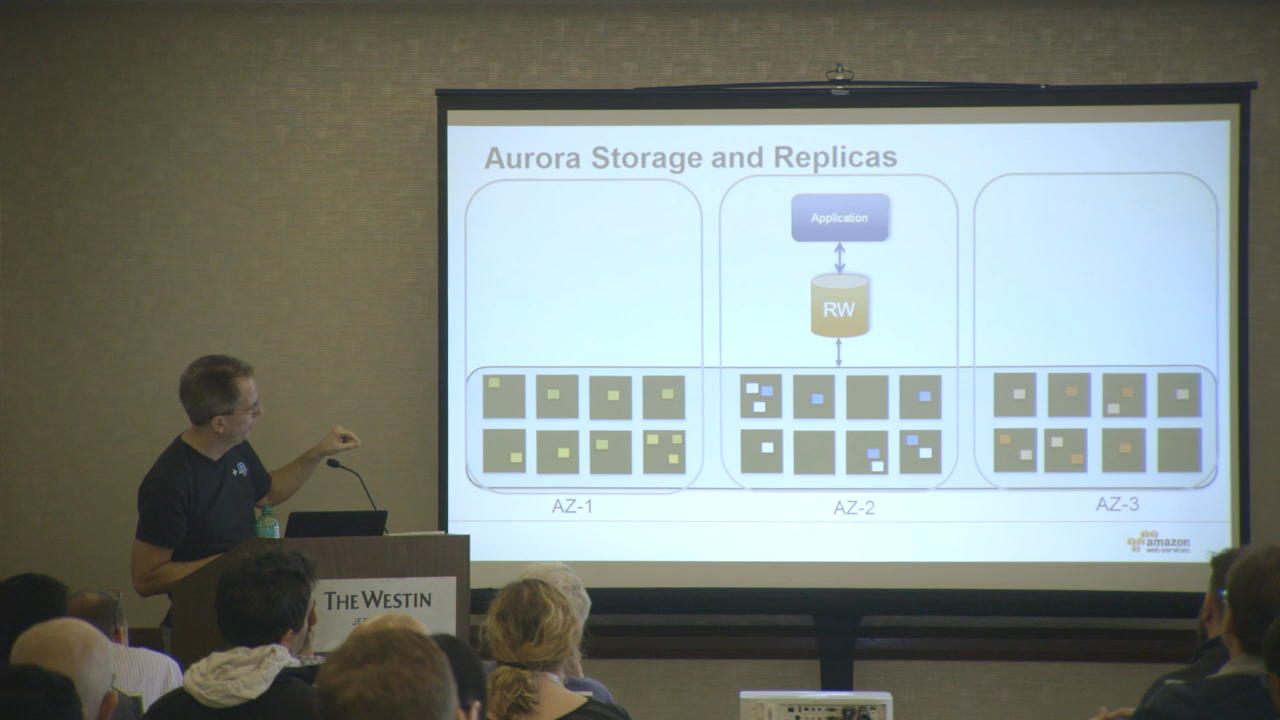 Aurora Storage and Replicas
Application
RW
AZ-1
AZ-2
AZ-3
amazon
web services
THE WESTIN